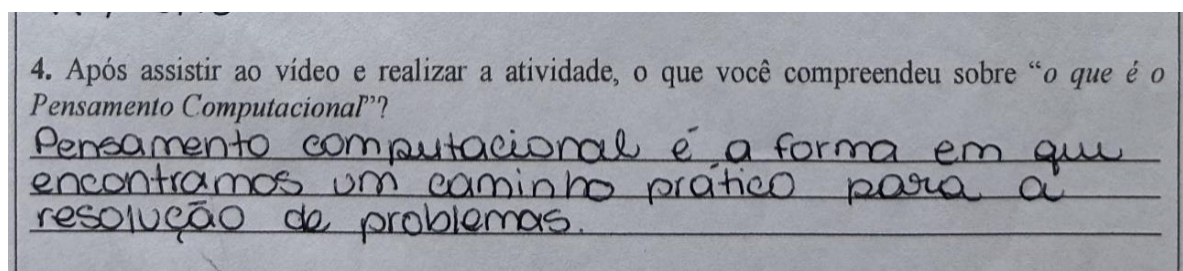 4. Após assistir ao vídeo e realizar a atividade, o que você compreendeu sobre “o que é o
Pensamento Computacional”?
Pensamento computacional é a forma em que
encontramos um caminho prático para a
resolução de problemas.